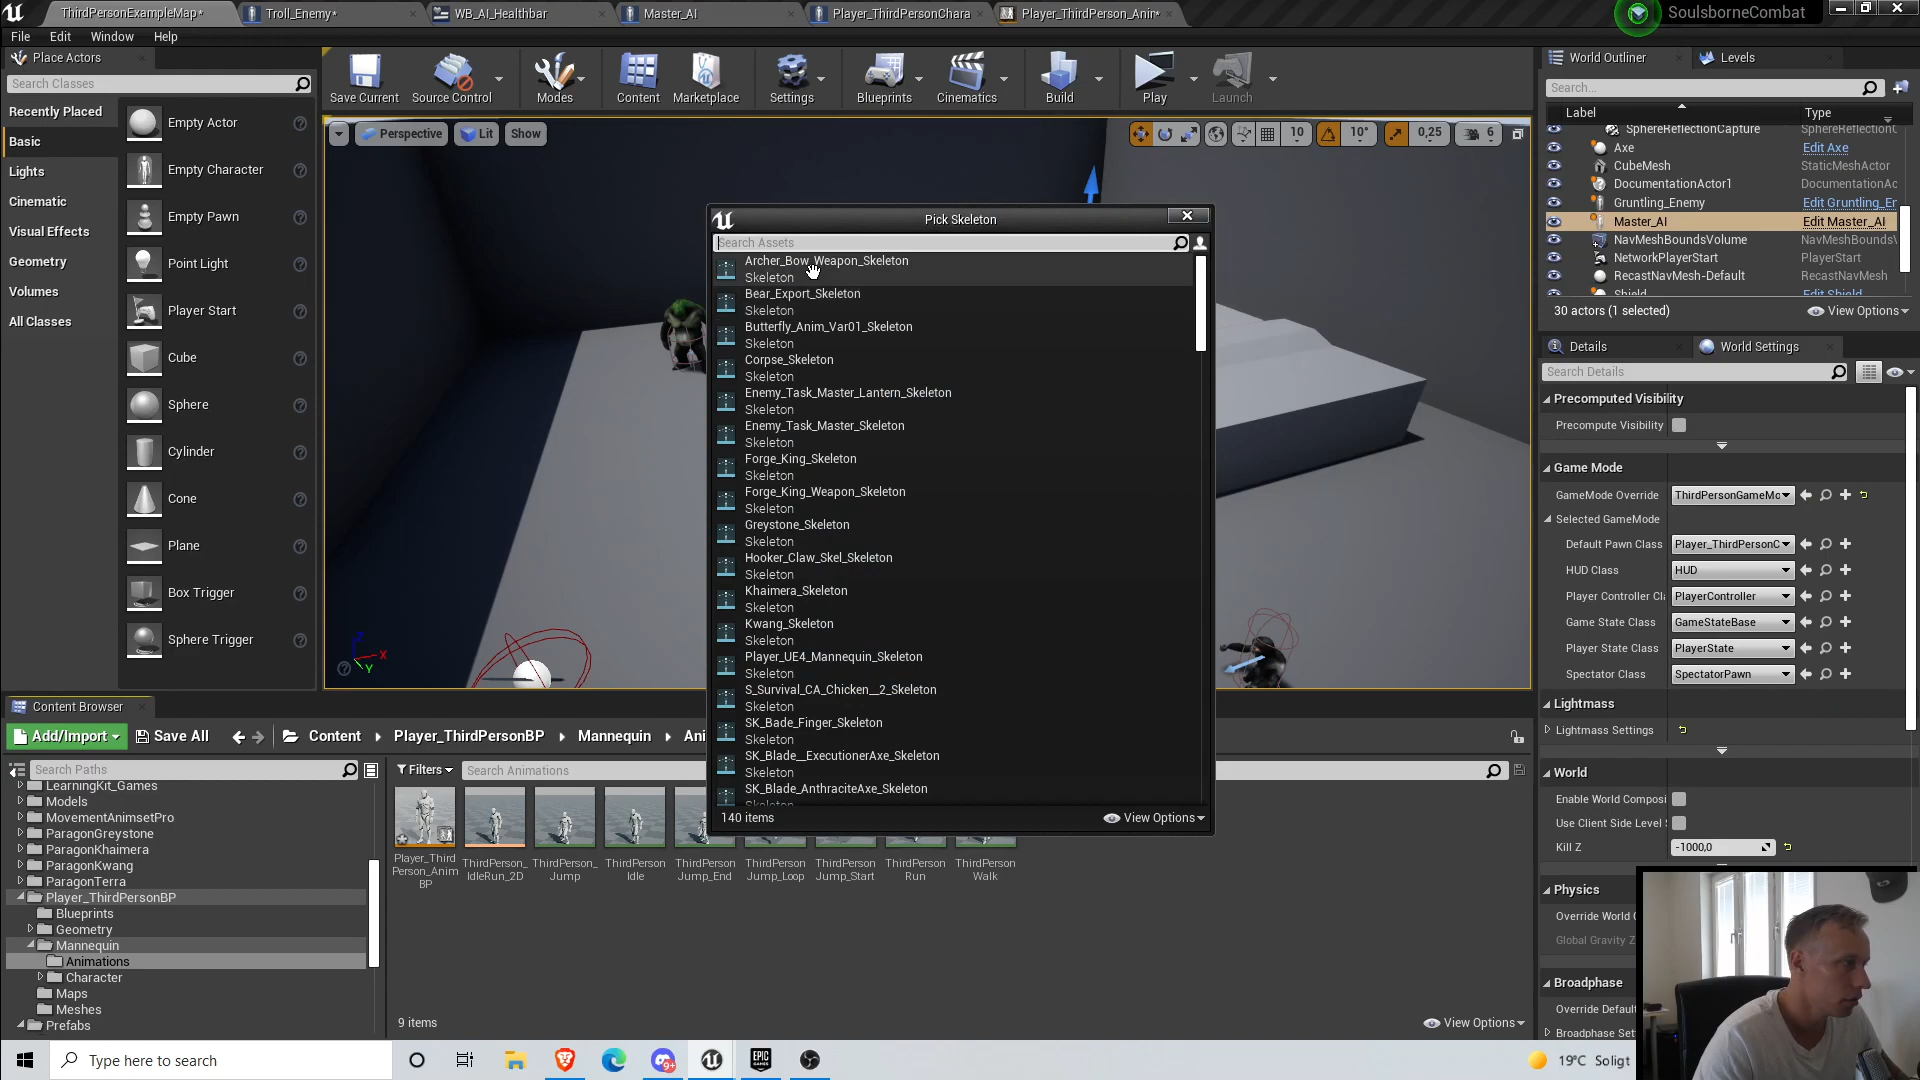 ThirdPersonExampleMap*
Troll_Enemy*
WB_AI_Healthbar
Master_AI
Player_ThirdPersonChara
Player_ThirdPerson_Anim*
SoulsborneCombat
File
Edit
Window
Help
Place Actors
Search Classes
Recently Placed
Basic
Lights
Cinematic
Visual Effects
Geometry
Volumes
All Classes
Empty Actor
Empty Character
Empty Pawn
Point Light
Player Start
Cube
Sphere
Cylinder
Cone
Plane
Box Trigger
Sphere Trigger
Save Current
Source Control
Modes
Content
Marketplace
Settings
Blueprints
Cinematics
Build
Play
Launch
Perspective
Lit
Show
10
10°
0,25
6
X
Y
Pick Skeleton
Search Assets
Archer_Bow_Weapon_Skeleton
Skeleton
Bear_Export_Skeleton
Skeleton
Butterfly_Anim_Var01_Skeleton
Skeleton
Corpse_Skeleton
Skeleton
Enemy_Task_Master_Lantern_Skeleton
Skeleton
Enemy_Task_Master_Skeleton
Skeleton
Forge_King_Skeleton
Skeleton
Forge_King_Weapon_Skeleton
Skeleton
Greystone_Skeleton
Skeleton
Hooker_Claw_Skel_Skeleton
Skeleton
Khaimera_Skeleton
Skeleton
Kwang_Skeleton
Skeleton
Player_UE4_Mannequin_Skeleton
Skeleton
S_Survival_CA_Chicken__2_Skeleton
Skeleton
SK_Bade_Finger_Skeleton
Skeleton
SK_Blade__ExecutionerAxe_Skeleton
Skeleton
SK_Blade_AnthraciteAxe_Skeleton
140 items
View Options
World Outliner
Levels
Search...
Label
Type
SphereReflectionCapture
SphereReflectionC
Axe
Edit Axe
CubeMesh
StaticMeshActor
DocumentationActor1
DocumentationAc
Gruntling_Enemy
Edit Gruntling_Er
Master_AI
Edit Master_AI
NavMeshBoundsVolume
NavMeshBoundsV
NetworkPlayerStart
PlayerStart
RecastNavMesh-Default
RecastNavMesh
Shield
Edit Shield
30 actors (1 selected)
View Options
Details
World Settings
Search Details
Precomputed Visibility
Precompute Visibility
Game Mode
GameMode Override
ThirdPersonGameMo
Selected GameMode
Default Pawn Class
Player_ThirdPersonC
HUD Class
HUD
Player Controller Cl
PlayerController
Game State Class
GameStateBase
Player State Class
PlayerState
Spectator Class
SpectatorPawn
Lightmass
Lightmass Settings
World
Enable World Composi
Use Client Side Level
Kill Z
-1000,0
Physics
Override World
Global Gravity Z
Broadphase
Override Default
Broadphase Set
Content Browser
Add/Import
Save All
Content
Player_ThirdPersonBP
Mannequin
Ani
Search Paths
Filters
Search Animations
LearningKit_Games
Models
MovementAnimsetPro
ParagonGreystone
ParagonKhaimera
ParagonKwang
ParagonTerra
Player_ThirdPersonBP
Blueprints
Geometry
Mannequin
Animations
Character
Maps
Meshes
Prefabs
Player_Third
Person_Anim
BP
ThirdPerson_
IdleRun_2D
ThirdPerson_
Jump
ThirdPerson
Idle
ThirdPerson
Jump_End
ThirdPerson
Jump_Loop
ThirdPerson
Jump_Start
ThirdPerson
Run
ThirdPerson
Walk
9 items
View Options
Type here to search
EPIC
GAMES
19°C Soligt